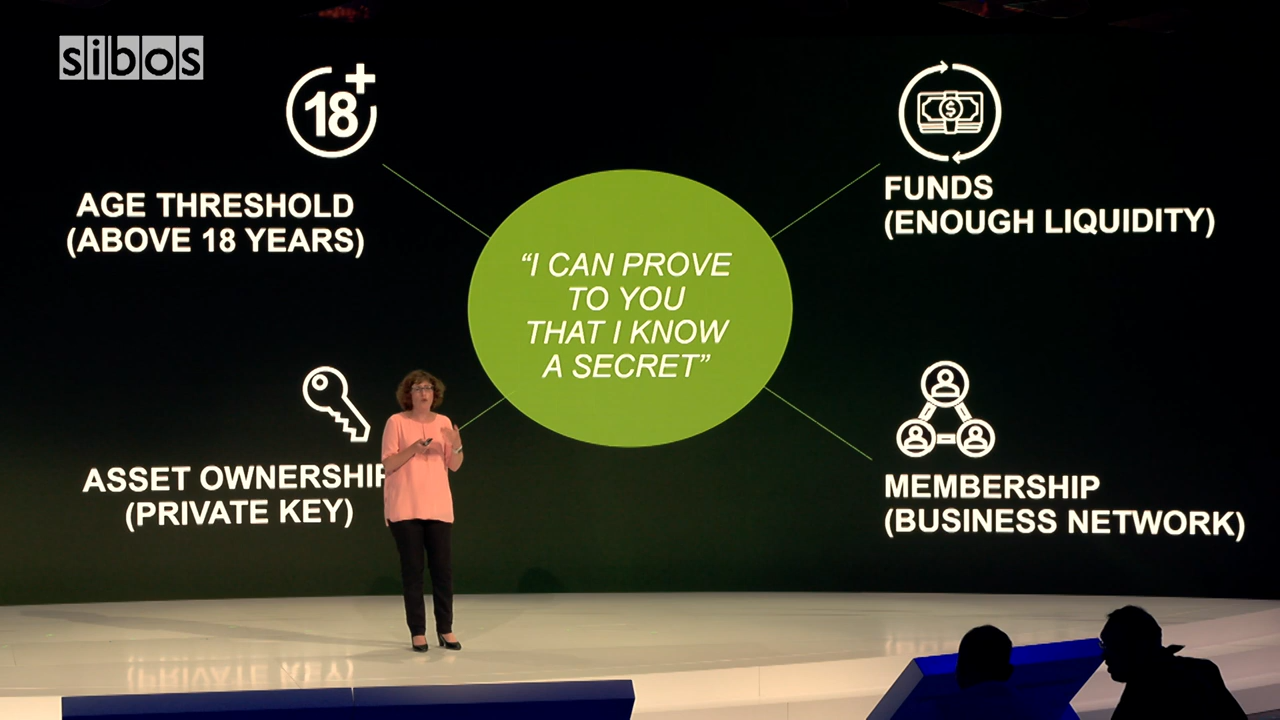 sibos
18+
AGE THRESHOLD
(ABOVE 18 YEARS)
$
FUNDS
(ENOUGH LIQUIDITY)
“I CAN PROVE
TO YOU
THAT I KNOW
A SECRET”
ASSET OWNERSHIP
(PRIVATE KEY)
MEMBERSHIP
(BUSINESS NETWORK)